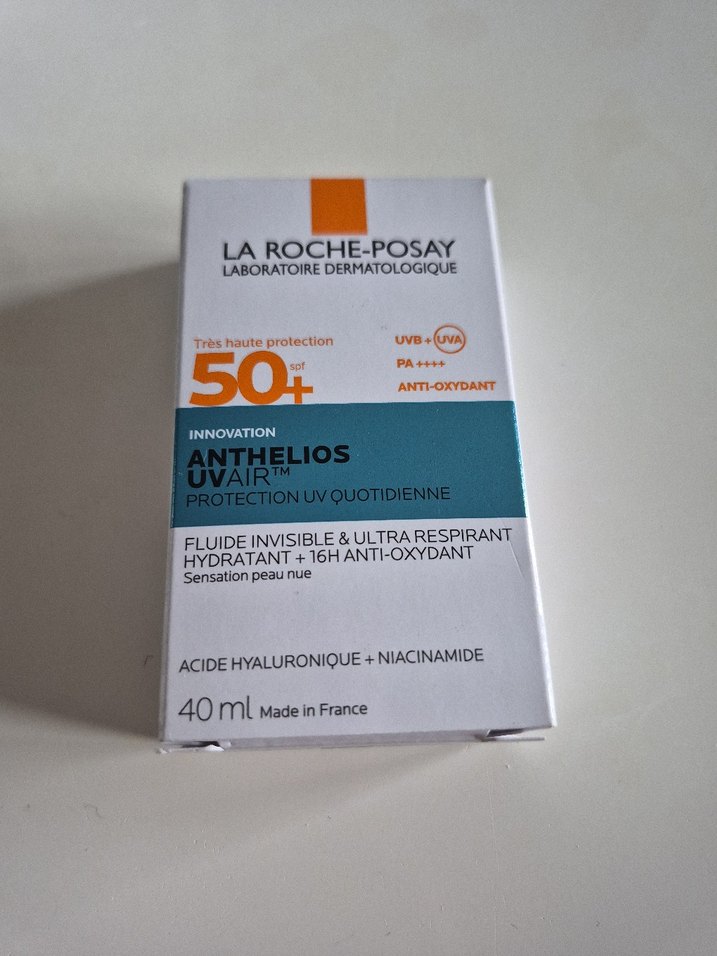 LA ROCHE-POSAY
LABORATOIRE DERMATOLOGIQUE
Très haute protection
50+ spf
UVB + UVA
PA ++++
ANTI-OXYDANT
INNOVATION
ANTHELIOS
UVAIR™
PROTECTION UV QUOTIDIENNE
FLUIDE INVISIBLE & ULTRA RESPIRANT
HYDRATANT + 16H ANTI-OXYDANT
Sensation peau nue
ACIDE HYALURONIQUE + NIACINAMIDE
40 ml Made in France